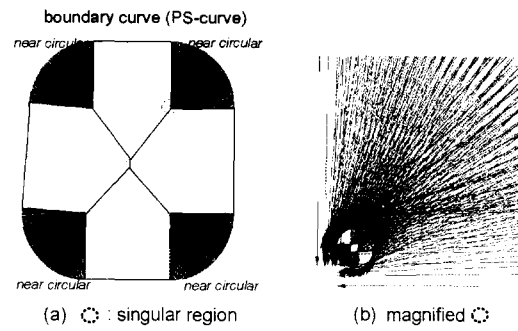 boundary curve (PS-curve)
near circular
near circular
near circular
near circular
(a) : singular region
(b) magnified